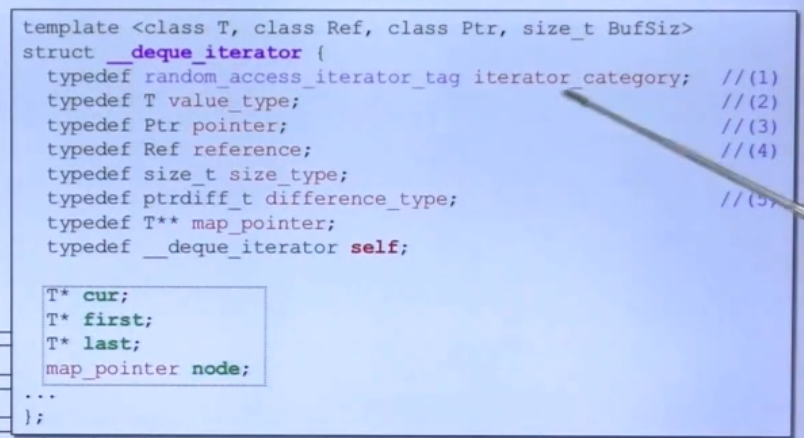 template <class T, class Ref, class Ptr, size_t BufSiz>
struct __deque_iterator {
typedef random_access_iterator_tag iterator_category; //(1)
typedef T value_type; //(2)
typedef Ptr pointer; //(3)
typedef Ref reference; //(4)
typedef size_t size_type;
typedef ptrdiff_t difference_type; //(5)
typedef T** map_pointer;
typedef __deque_iterator self;
T* cur;
T* first;
T* last;
map_pointer node;
...
};